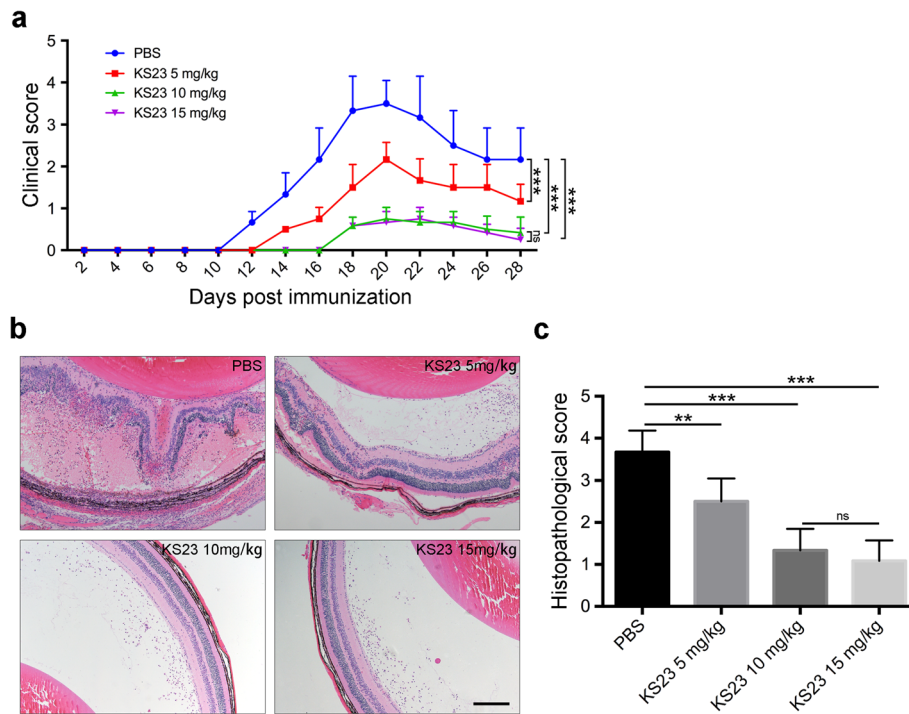 a
Clinical score
5
4
3
2
1
0
PBS
KS23 5 mg/kg
KS23 10 mg/kg
KS23 15 mg/kg
***
***
***
ns
2 4 6 8 10 12 14 16 18 20 22 24 26 28
Days post immunization
b
PBS
KS23 5mg/kg
KS23 10mg/kg
KS23 15mg/kg
c
Histopathological score
5
4
3
2
1
0
***
***
**
ns
PBS
KS23 5 mg/kg
KS23 10 mg/kg
KS23 15 mg/kg